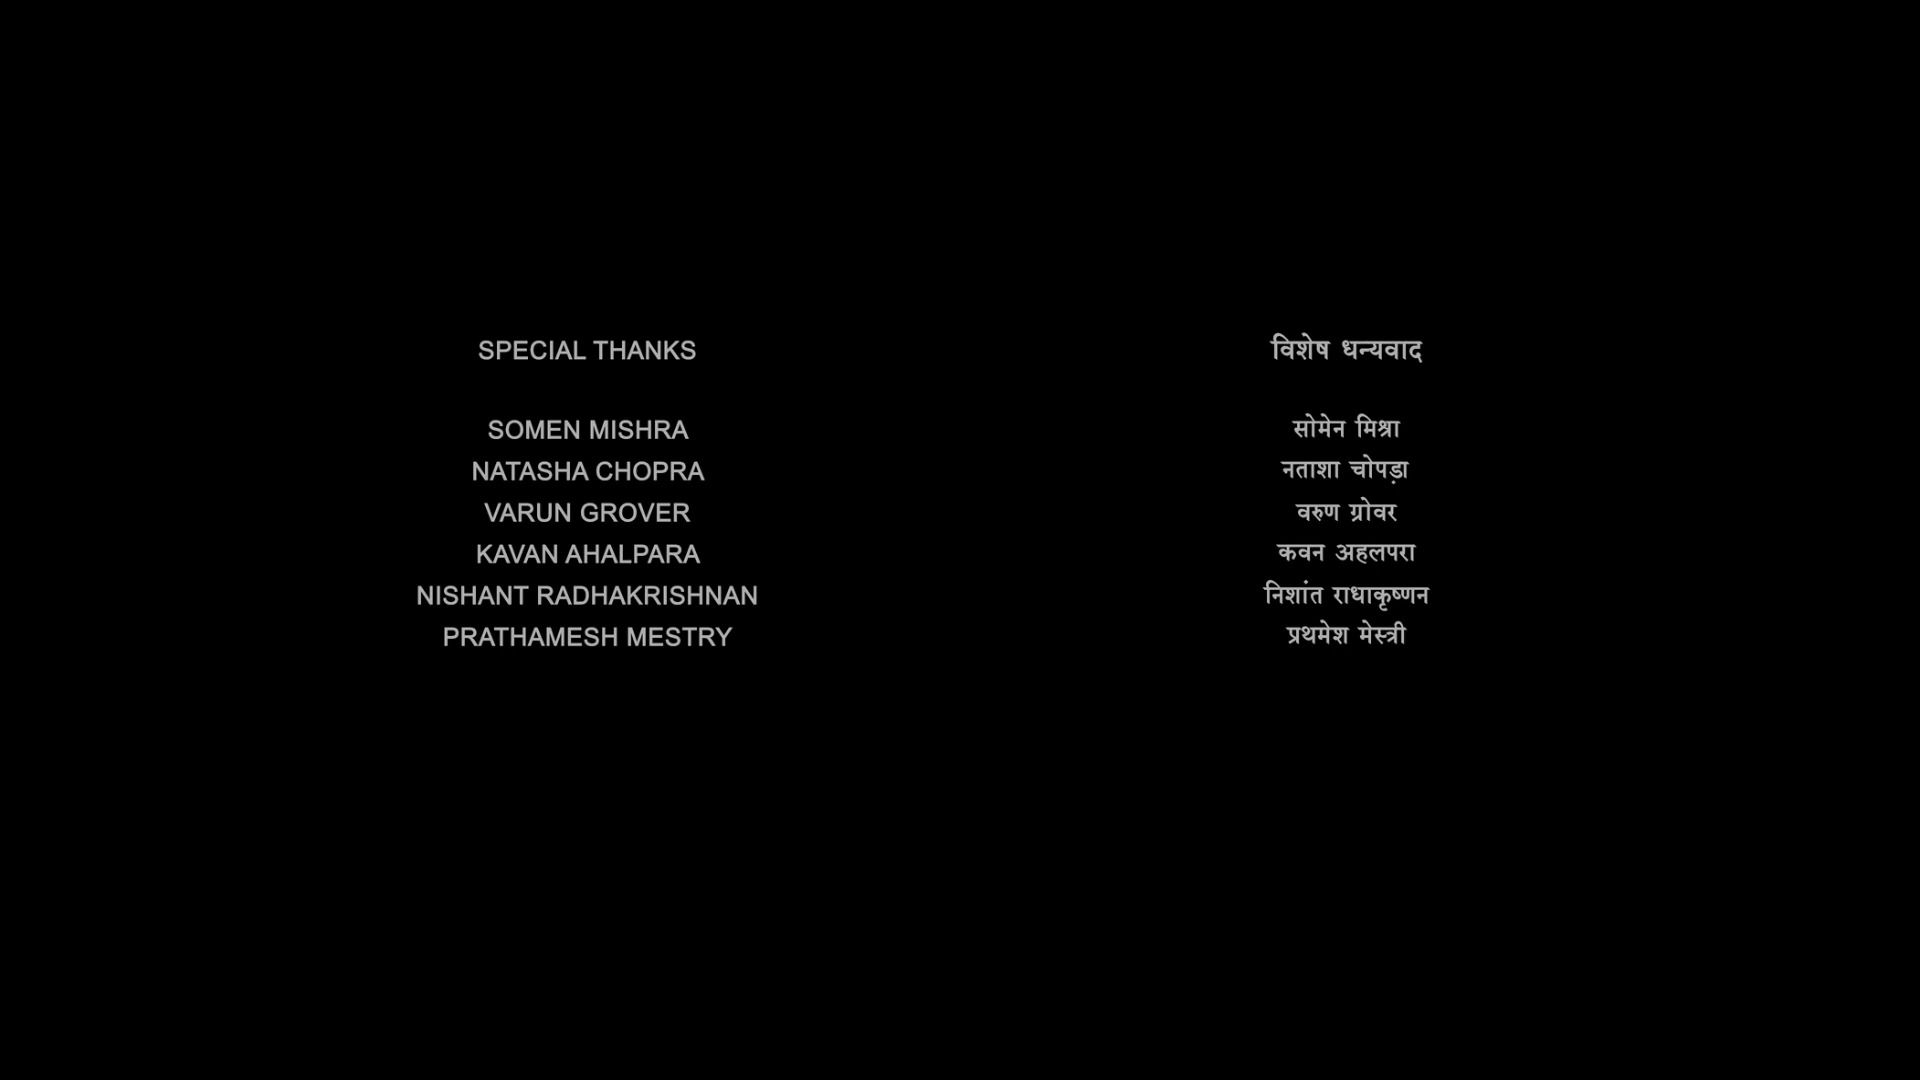 SPECIAL THANKS
SOMEN MISHRA
NATASHA CHOPRA
VARUN GROVER
KAVAN AHALPARA
NISHANT RADHAKRISHNAN
PRATHAMESH MESTRY
विशेष धन्यवाद
सोमेन मिश्रा
नताशा चोपड़ा
वरुण ग्रोवर
कवन अहलपरा
निशांत राधाकृष्णन
प्रथमेश मेस्त्री